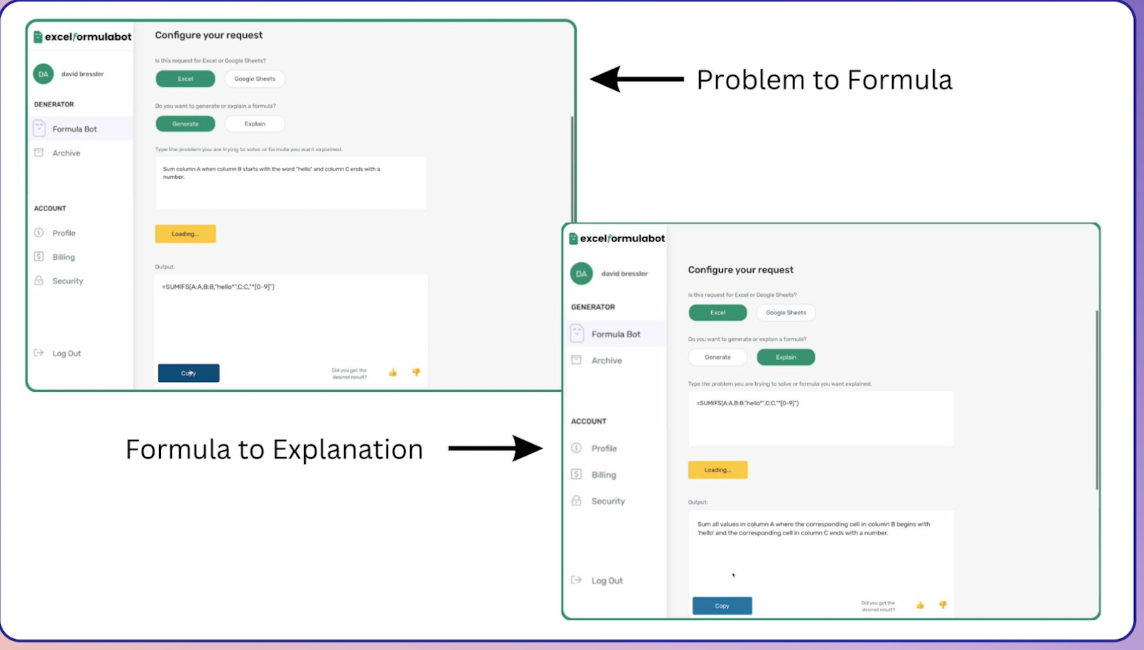 excelformulabot
DA david bressler
GENERATOR
Formula Bot
Archive
ACCOUNT
Profile
Billing
Security
Log Out
Configure your request
Is this request for Excel or Google Sheets?
Excel Google Sheets
Do you want to generate or explain a formula?
Generate Explain
Type the problem you are trying to solve or formula you want explained.
Sum column A when column B starts with the word "hello" and column C ends with a
number.
Loading...
Output:
=SUMIFS(A:A,B:B,"hello*",C:C,"*[0-9]")
Copy
Did you get the
desired result?
Problem to Formula
Formula to Explanation
excelformulabot
DA david bressler
GENERATOR
Formula Bot
Archive
ACCOUNT
Profile
Billing
Security
Log Out
Configure your request
Is this request for Excel or Google Sheets?
Excel Google Sheets
Do you want to generate or explain a formula?
Generate Explain
Type the problem you are trying to solve or formula you want explained.
=SUMIFS(A:A,B:B,"hello*",C:C,"*[0-9]")
Loading...
Output:
Sum all values in column A where the corresponding cell in column B begins with
'hello' and the corresponding cell in column C ends with a number.
Copy
Did you get the
desired result?